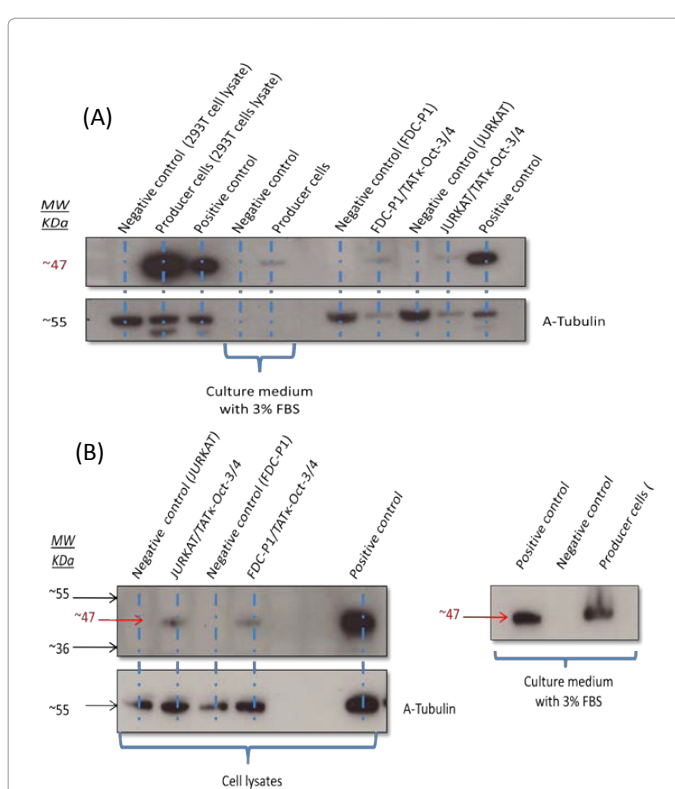 (A)
Negative control (293T cell lysate)
Producer cells (293T cells lysate)
Positive control
Negative control
Producer cells
Negative control (FDC-P1)
FDC-P1/TATκ-Oct-3/4
Negative control (JURKAT)
JURKAT/TATκ-Oct-3/4
Positive control
MW
KDa
~47
~55
A-Tubulin
Culture medium
with 3% FBS
(B)
Negative control (JURKAT)
JURKAT/TATκ-Oct-3/4
Negative control (FDC-P1)
FDC-P1/TATκ-Oct-3/4
Positive control
Positive control
Negative control
Producer cells (
MW
KDa
~55
~47
~36
~55
A-Tubulin
Cell lysates
~47
Culture medium
with 3% FBS